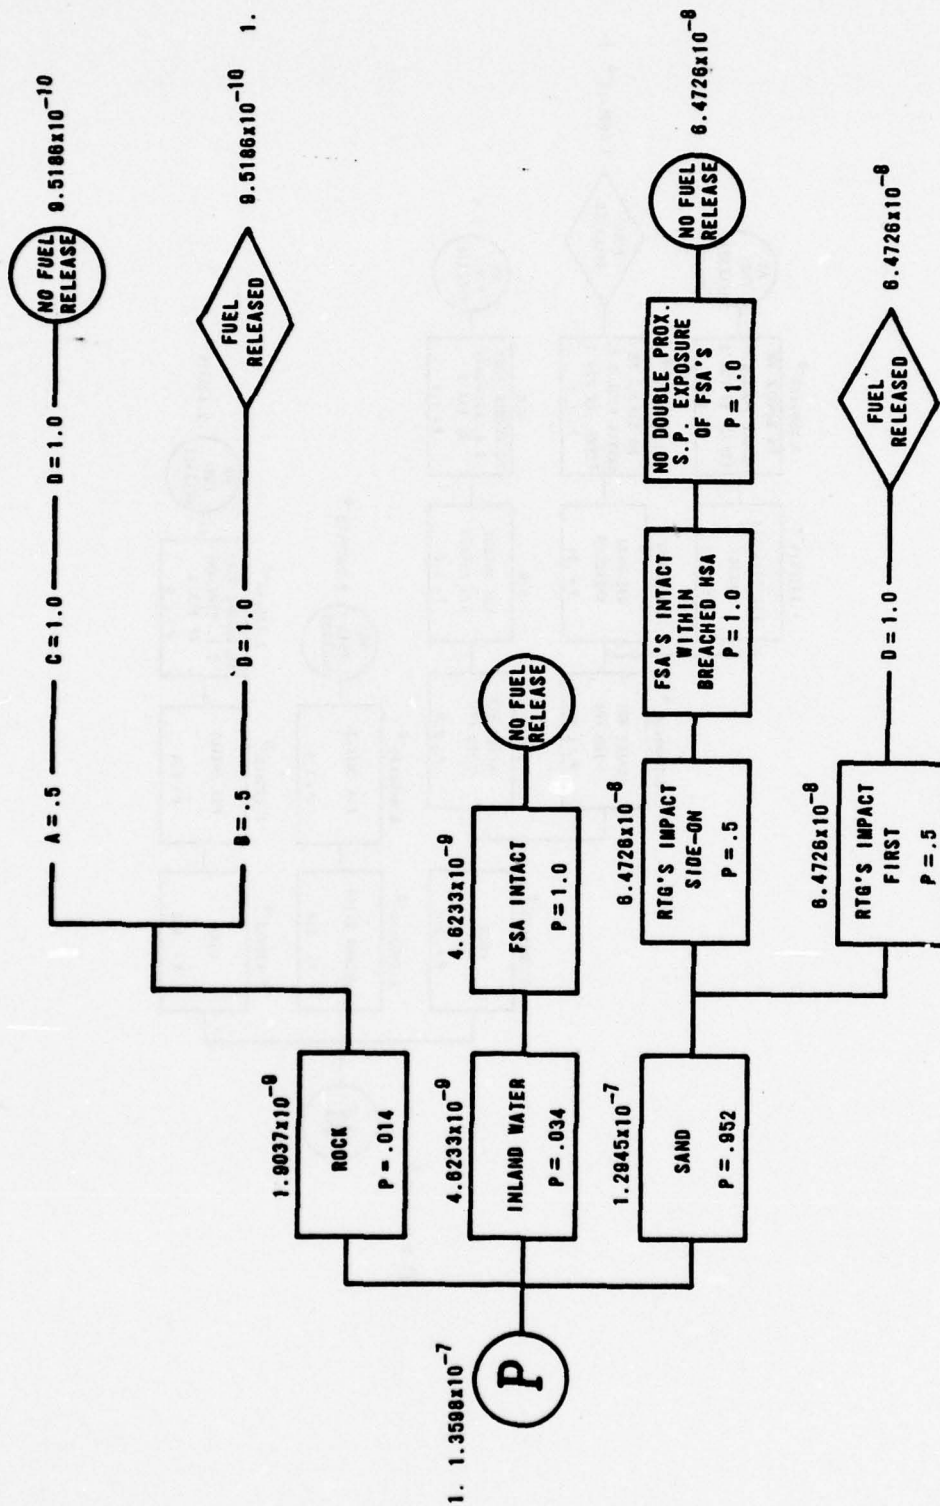 1. 1.3598x10-7
P
1.9037x10-9
ROCK
P = .014
A = .5
C = 1.0
D = 1.0
NO FUEL
RELEASE
9.5186x10-10
B = .5
D = 1.0
FUEL
RELEASED
9.5186x10-10
1.
4.6233x10-9
INLAND WATER
P = .034
4.6233x10-9
FSA INTACT
P = 1.0
NO FUEL
RELEASE
1.2945x10-7
SAND
P = .952
6.4726x10-8
RTG'S IMPACT
SIDE-ON
P = .5
FSA'S INTACT
WITHIN
BREACHED HSA
P = 1.0
NO DOUBLE PROX.
S.P. EXPOSURE
OF FSA'S
P = 1.0
NO FUEL
RELEASE
6.4726x10-8
6.4726x10-8
RTG'S IMPACT
FIRST
P = .5
D = 1.0
FUEL
RELEASED
6.4726x10-8